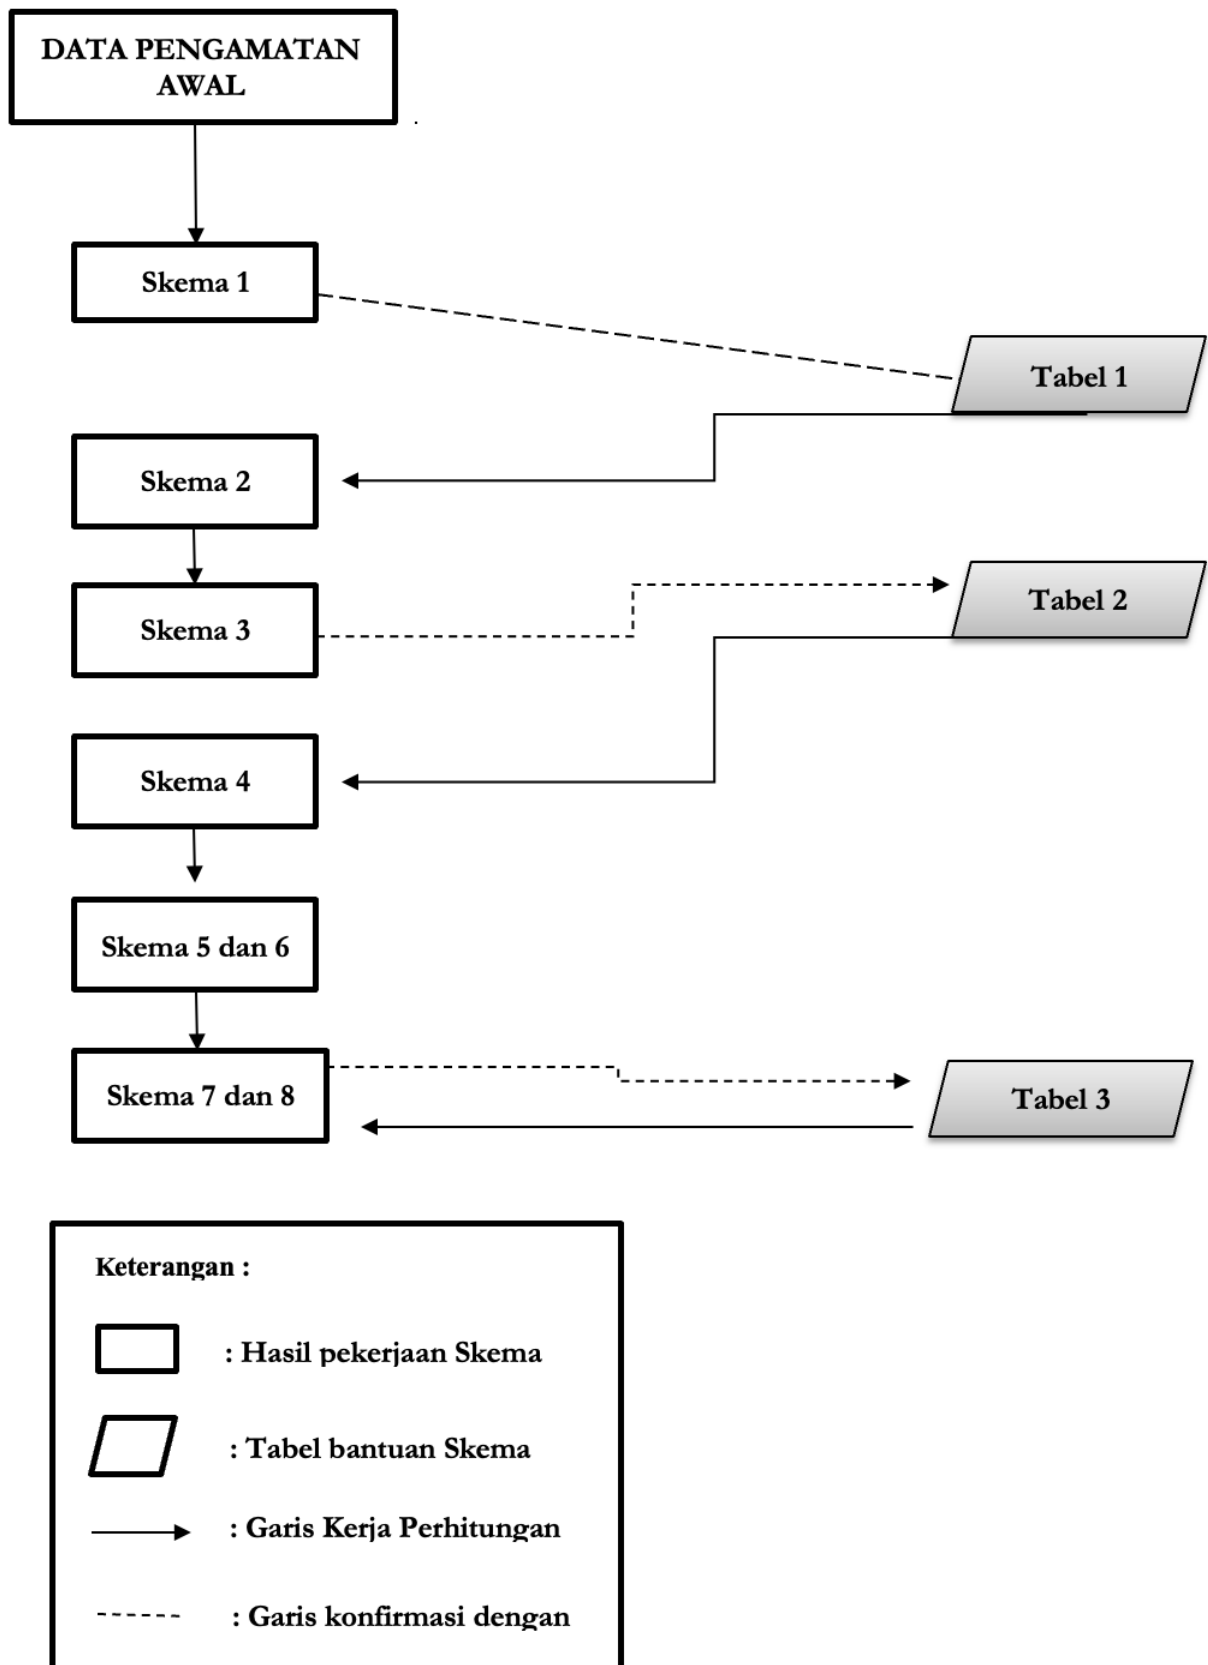 DATA PENGAMATAN
AWAL
Skema 1
Tabel 1
Skema 2
Tabel 2
Skema 3
Skema 4
Skema 5 dan 6
Skema 7 dan 8
Tabel 3
Keterangan :
: Hasil pekerjaan Skema
: Tabel bantuan Skema
: Garis Kerja Perhitungan
: Garis konfirmasi dengan